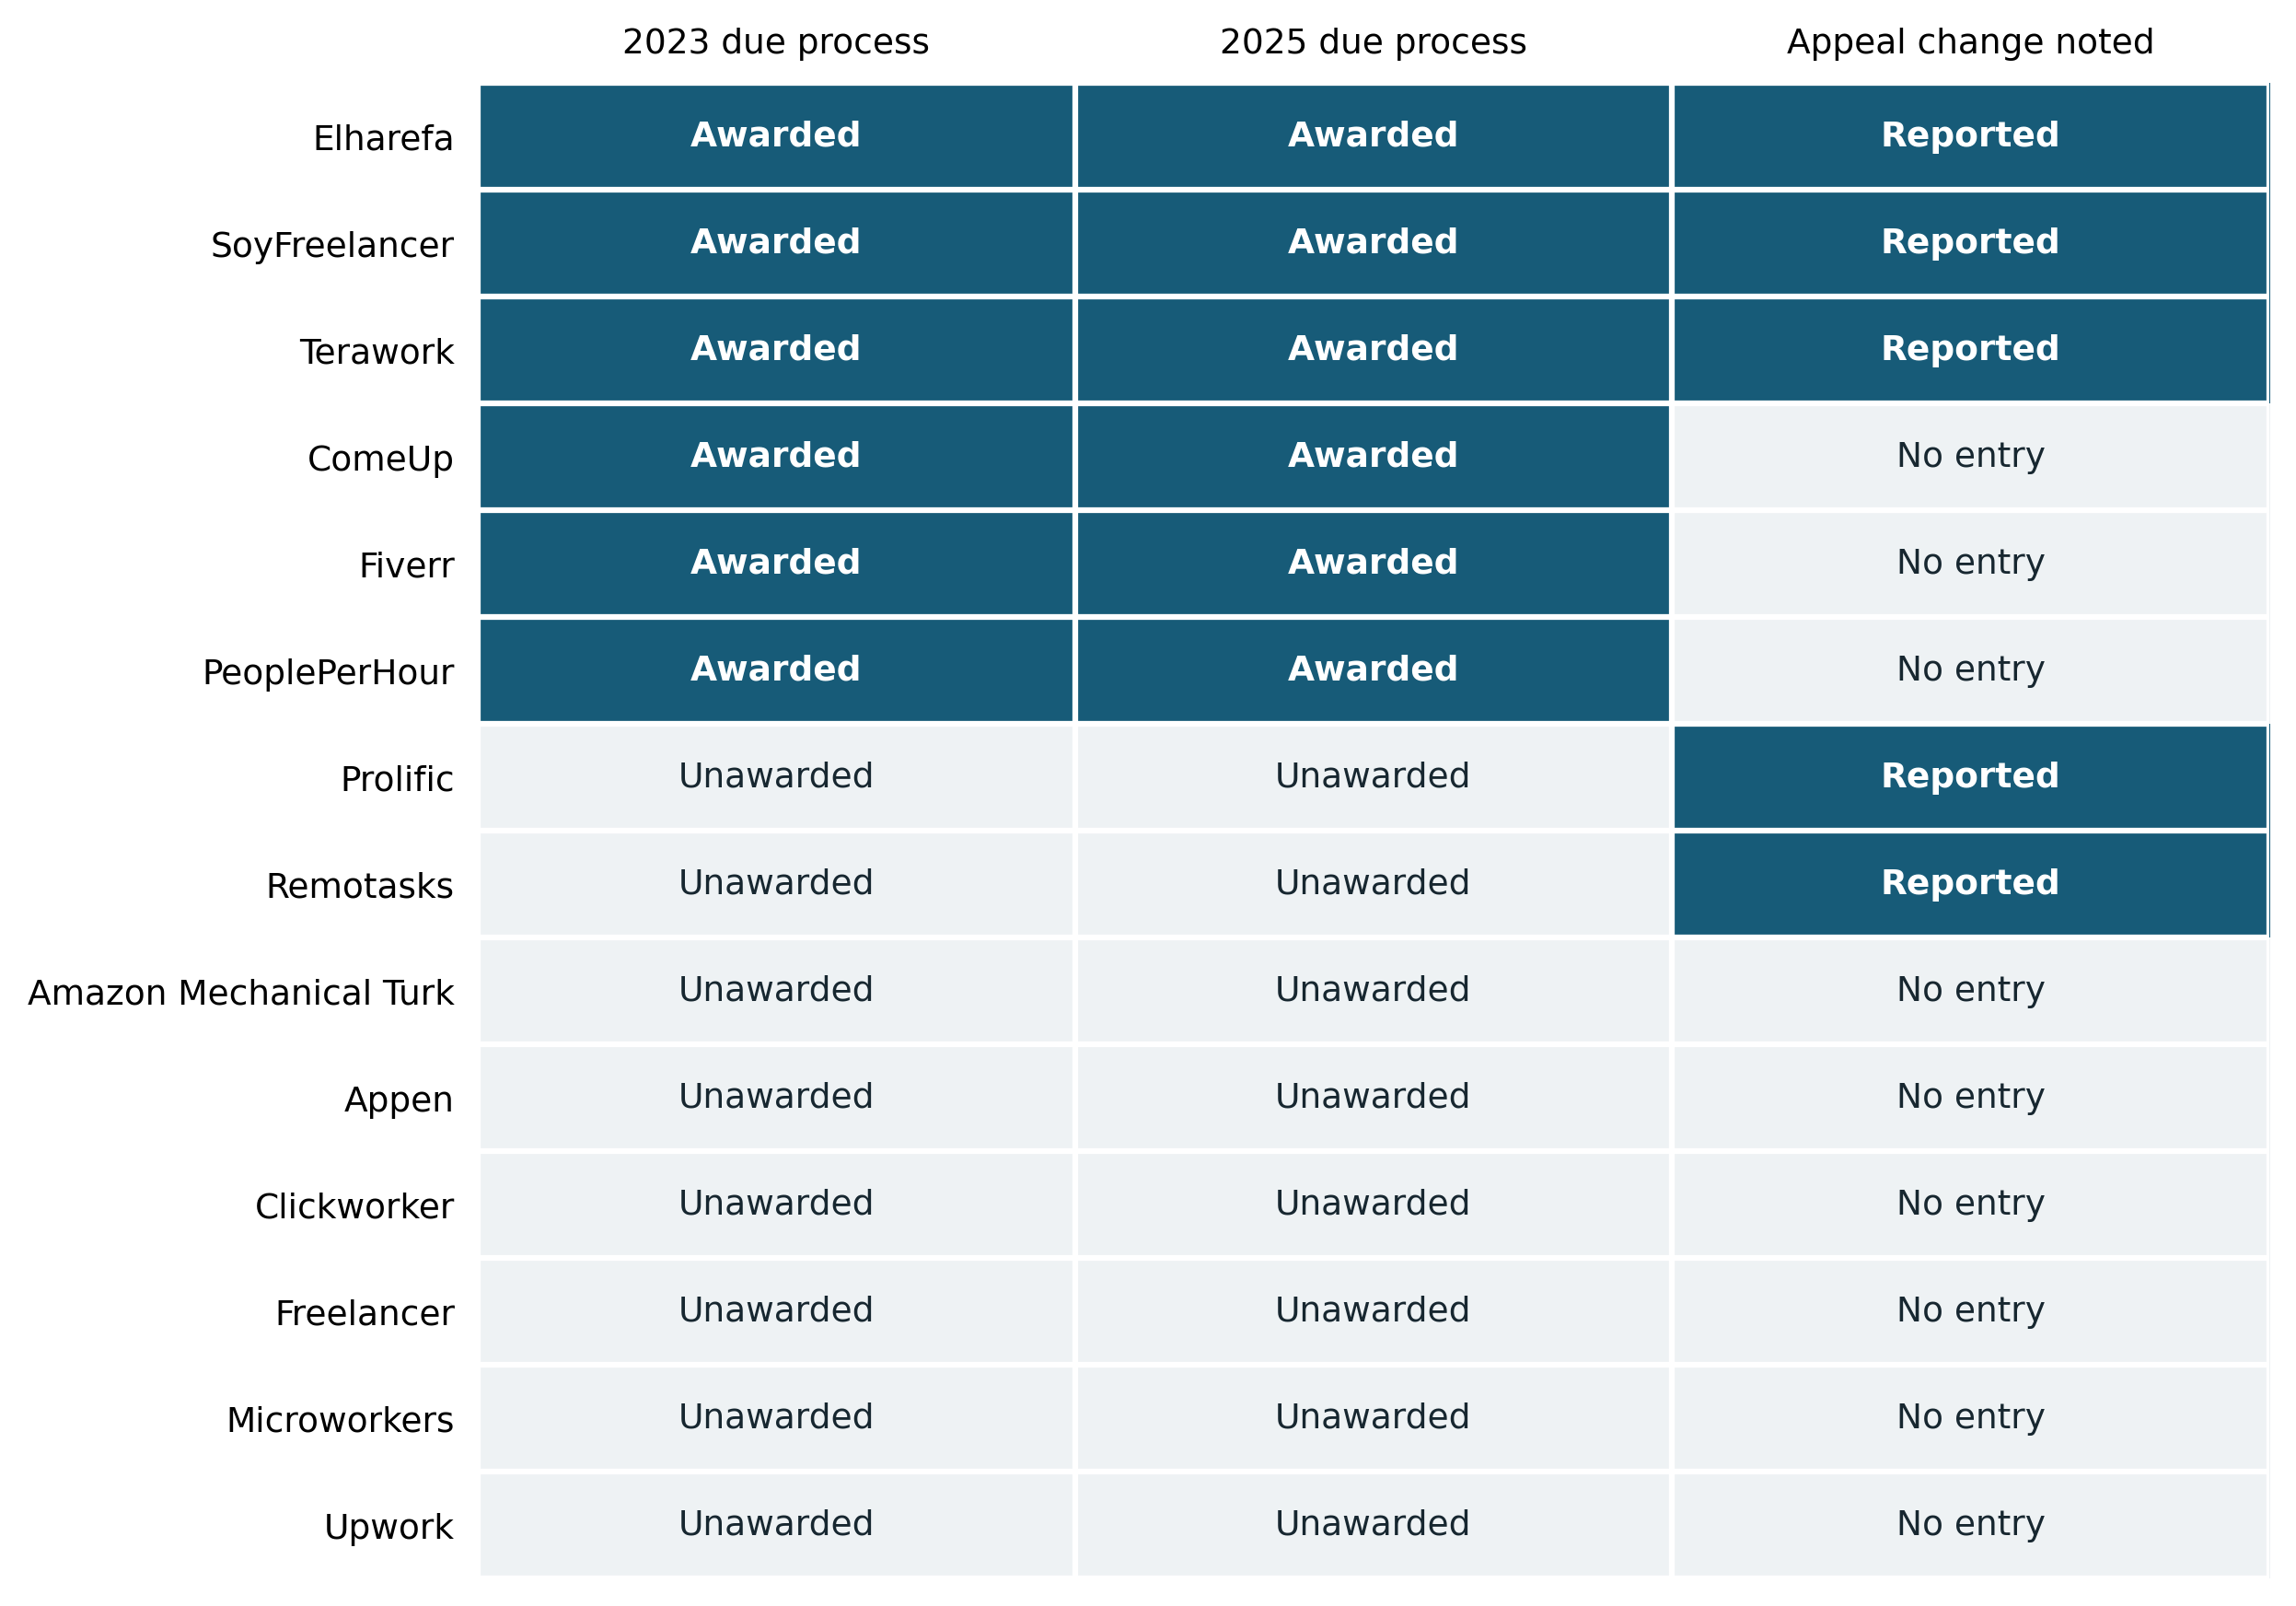 2023 due process 2025 due process Appeal change noted
Elharefa Awarded Awarded Reported
SoyFreelancer Awarded Awarded Reported
Terawork Awarded Awarded Reported
ComeUp Awarded Awarded No entry
Fiverr Awarded Awarded No entry
PeoplePerHour Awarded Awarded No entry
Prolific Unawarded Unawarded Reported
Remotasks Unawarded Unawarded Reported
Amazon Mechanical Turk Unawarded Unawarded No entry
Appen Unawarded Unawarded No entry
Clickworker Unawarded Unawarded No entry
Freelancer Unawarded Unawarded No entry
Microworkers Unawarded Unawarded No entry
Upwork Unawarded Unawarded No entry